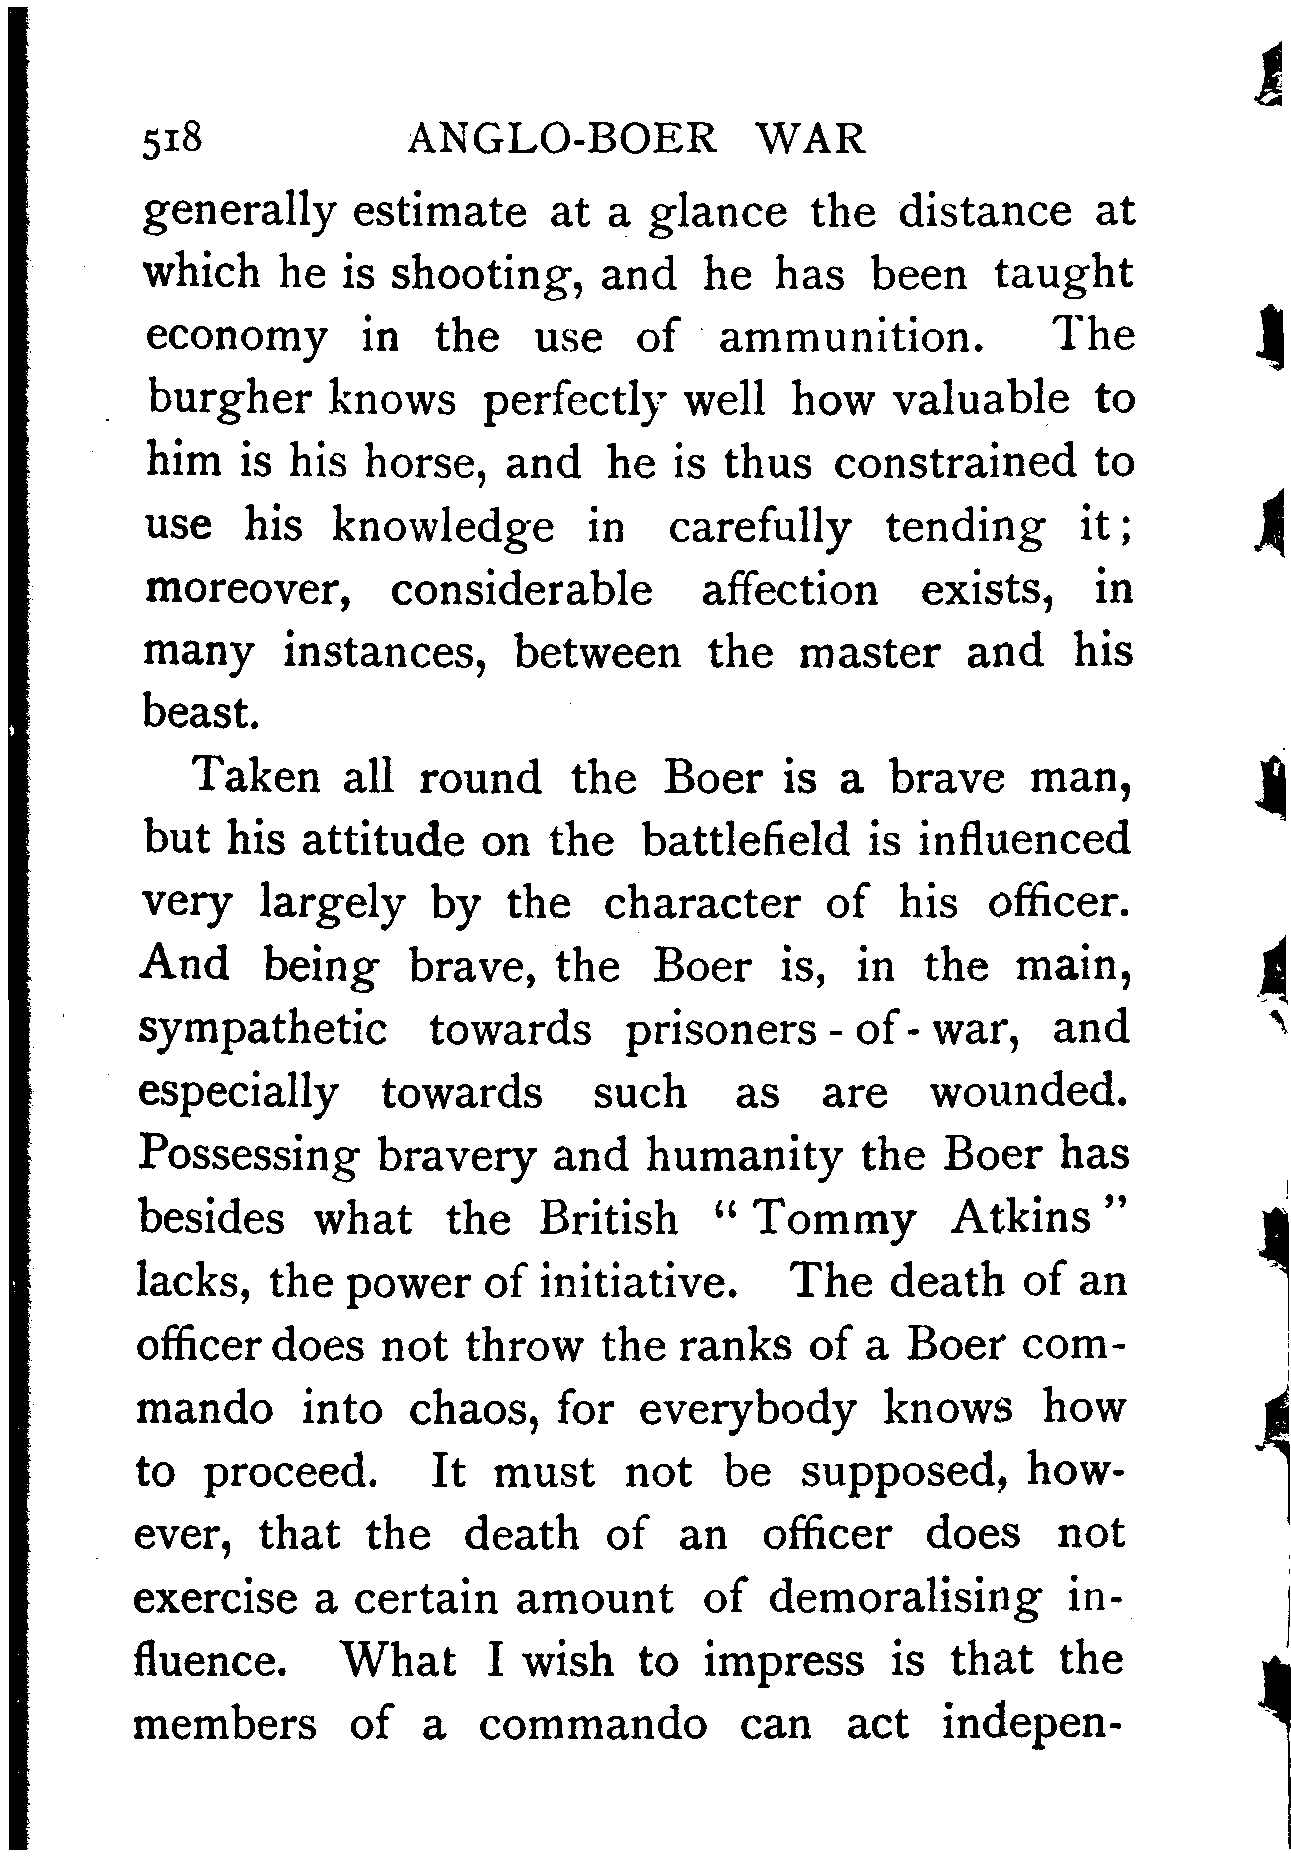 518 ANGLO-BOER WAR
generally estimate at a glance the distance at
which he is shooting, and he has been taught
economy in the use of ammunition. The
burgher knows perfectly well how valuable to
him is his horse, and he is thus constrained to
use his knowledge in carefully tending it;
moreover, considerable affection exists, in
many instances, between the master and his
beast.
Taken all round the Boer is a brave man,
but his attitude on the battlefield is influenced
very largely by the character of his officer.
And being brave, the Boer is, in the main,
sympathetic towards prisoners-of-war, and
especially towards such as are wounded.
Possessing bravery and humanity the Boer has
besides what the British "Tommy Atkins"
lacks, the power of initiative. The death of an
officer does not throw the ranks of a Boer com-
mando into chaos, for everybody knows how
to proceed. It must not be supposed, how-
ever, that the death of an officer does not
exercise a certain amount of demoralising in-
fluence. What I wish to impress is that the
members of a commando can act indepen-